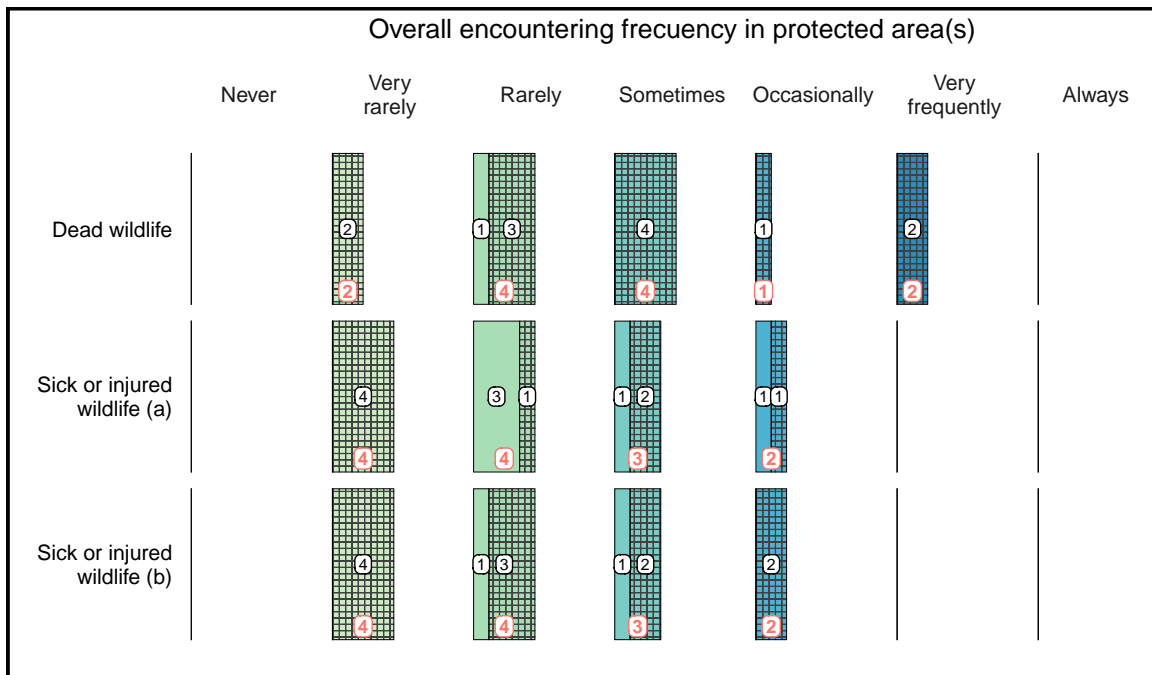 Overall encountering frecuency in protected area(s)
Never Very rarely Rarely Sometimes Occasionally Very frequently Always
Dead wildlife
2 1 3 4 1 2
2 4 4 1 2
Sick or injured
wildlife (a)
4 3 1 1 2 1 1
4 4 3 2
Sick or injured
wildlife (b)
4 1 3 1 2 2
4 4 3 2